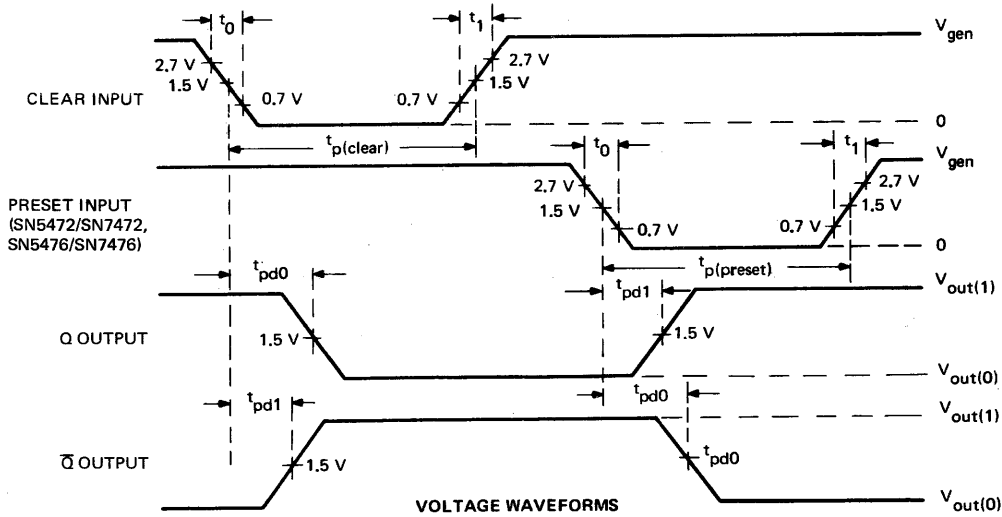 t0
t1
Vgen
2.7 V
2.7 V
1.5 V
1.5 V
CLEAR INPUT
0.7 V
0.7 V
0
tp(clear)
t0
t1
Vgen
2.7 V
2.7 V
PRESET INPUT
1.5 V
1.5 V
(SN5472/SN7472,
SN5476/SN7476)
0.7 V
0.7 V
0
tp(preset)
tpd0
tpd1
Vout(1)
Q OUTPUT
1.5 V
1.5 V
Vout(0)
tpd1
tpd0
Vout(1)
Q̅ OUTPUT
1.5 V
tpd0
VOLTAGE WAVEFORMS
Vout(0)